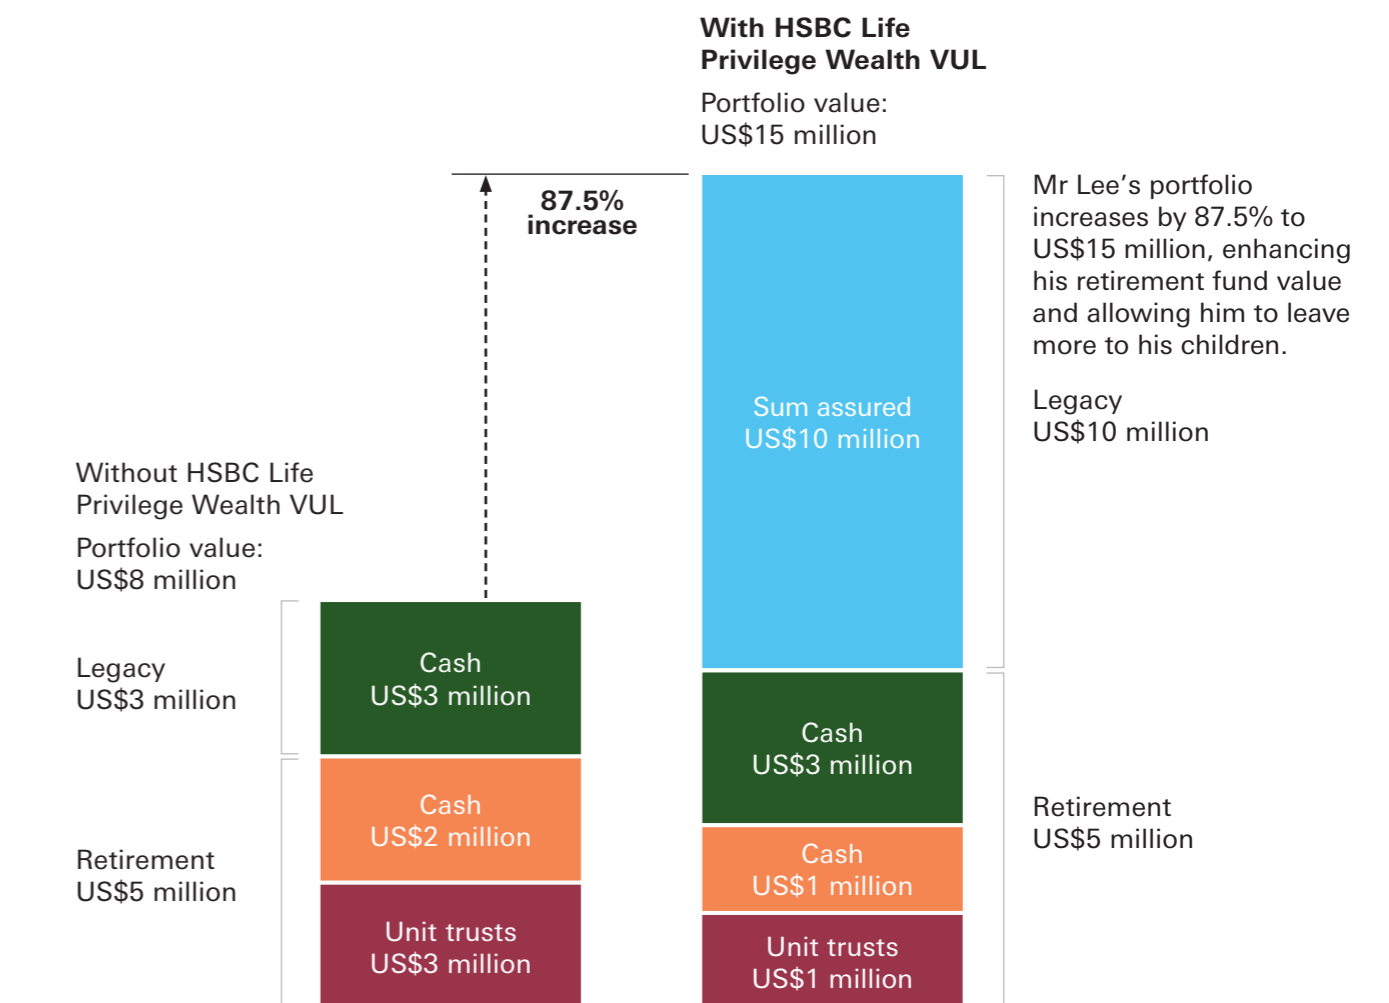 With HSBC Life
Privilege Wealth VUL
Portfolio value:
US$15 million
87.5%
increase
Mr Lee’s portfolio
increases by 87.5% to
US$15 million, enhancing
his retirement fund value
and allowing him to leave
more to his children.
Sum assured
US$10 million
Legacy
US$10 million
Without HSBC Life
Privilege Wealth VUL
Portfolio value:
US$8 million
Legacy
US$3 million
Cash
US$3 million
Cash
US$3 million
Retirement
US$5 million
Cash
US$2 million
Retirement
US$5 million
Cash
US$1 million
Unit trusts
US$3 million
Unit trusts
US$1 million